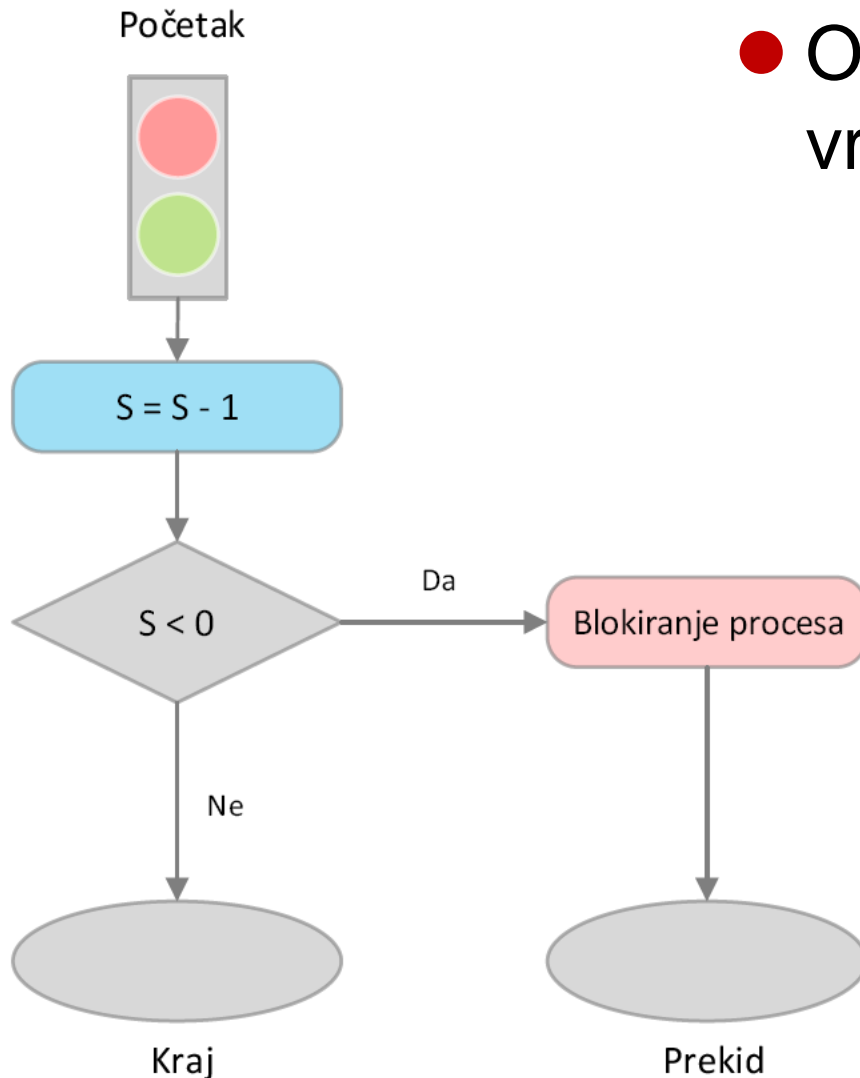 Početak
S = S - 1
S < 0
Da
Blokiranje procesa
Ne
Kraj
Prekid